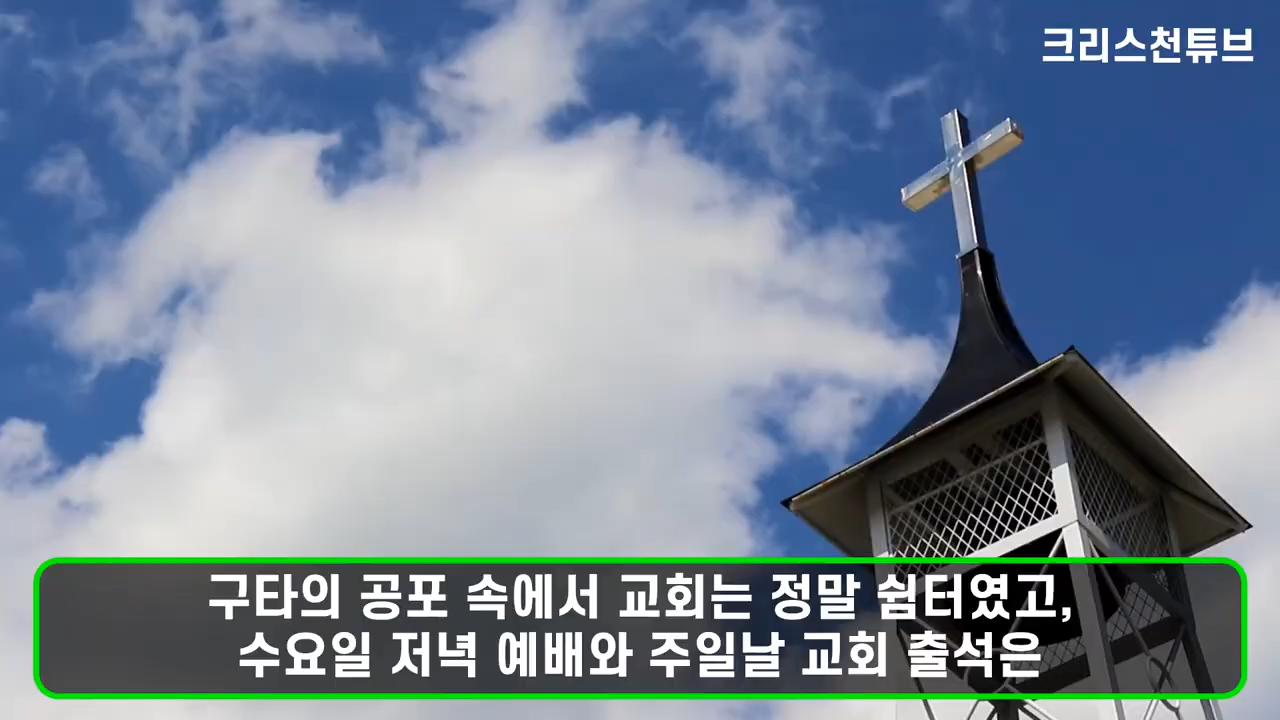 크리스천튜브
구타의 공포 속에서 교회는 정말 쉼터였고,
수요일 저녁 예배와 주일날 교회 출석은